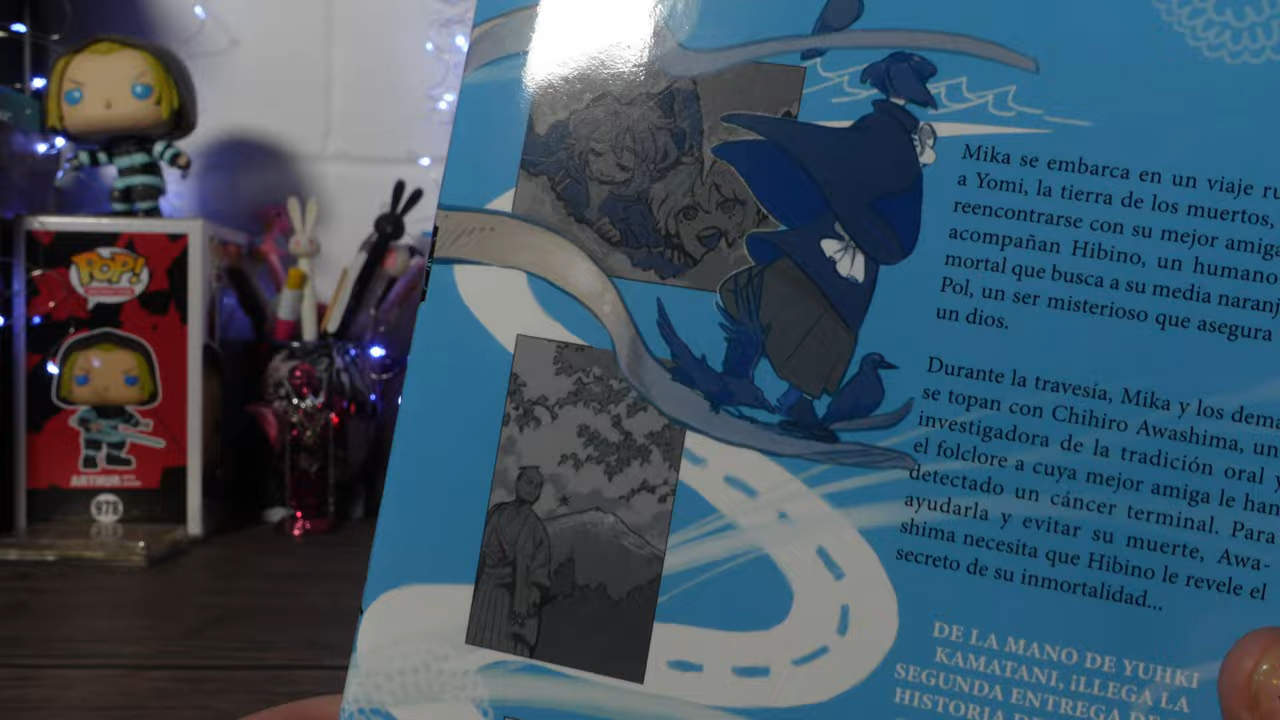 POP!
ARTHUR
978
Mika se embarca en un viaje
a Yomi, la tierra de los muertos,
reencontrarse con su mejor
acompañan Hibino, un humano
mortal que busca a su media
Pol, un ser misterioso que asegura
un dios.
Durante la travesía, Mika y los
se topan con Chihiro Awashima,
investigadora de la tradición oral y
el folclore a cuya mejor amiga le han
detectado un cáncer terminal. Para
ayudarla y evitar su muerte, Awa-
shima necesita que Hibino le revele el
secreto de su inmortalidad...
DE LA MANO DE YUHKI
KAMATANI, ¡LLEGA LA
SEGUNDA ENTREGA DE
HISTORIA